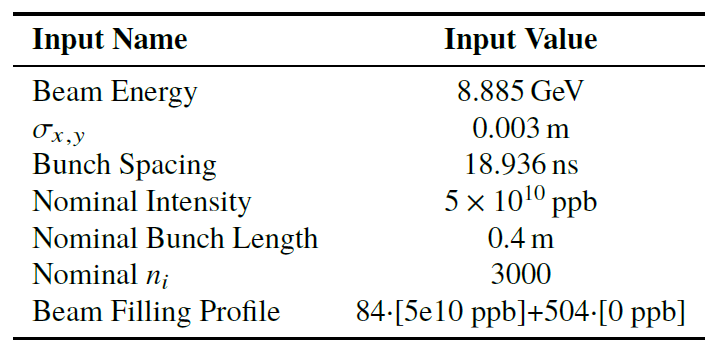 Input Name Input Value
Beam Energy 8.885 GeV
σx,y 0.003 m
Bunch Spacing 18.936 ns
Nominal Intensity 5 × 10¹⁰ ppb
Nominal Bunch Length 0.4 m
Nominal nᵢ 3000
Beam Filling Profile 84·[5e10 ppb]+504·[0 ppb]